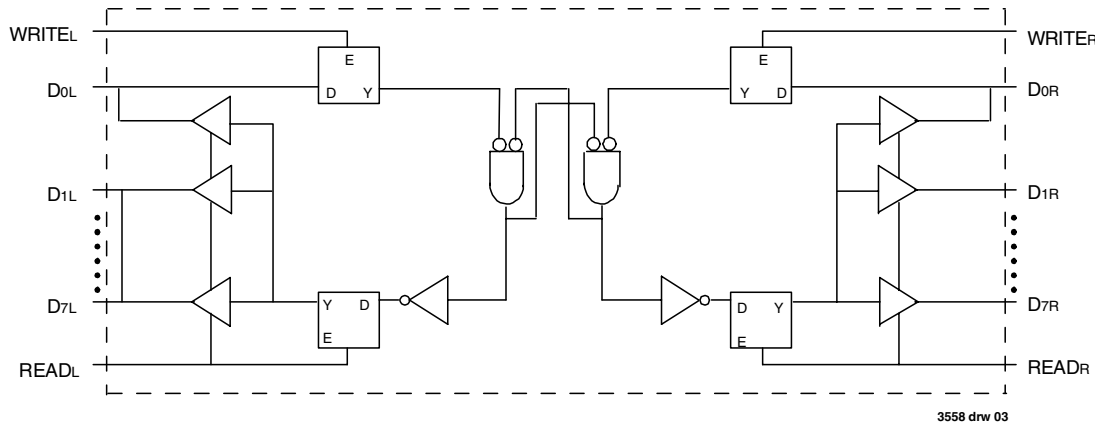 WRITEL WRITER
E E
D0L D Y Y D D0R
D1L D1R
D7L Y D D Y D7R
E E
READL READR
3558 drw 03